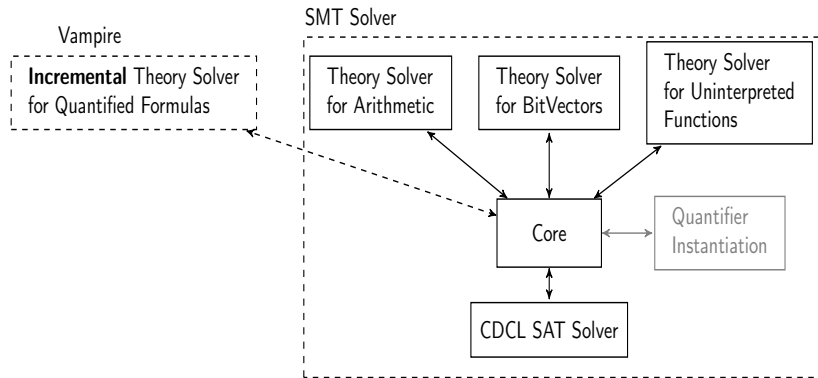 SMT Solver
Vampire
Incremental Theory Solver
for Quantified Formulas
Theory Solver
for Arithmetic
Theory Solver
for BitVectors
Theory Solver
for Uninterpreted
Functions
Core
Quantifier
Instantiation
CDCL SAT Solver